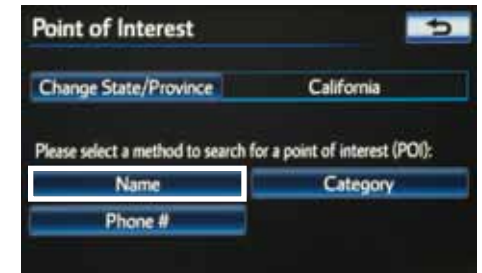 Point of Interest
Change State/Province California
Please select a method to search for a point of interest (POI):
Name Category
Phone #